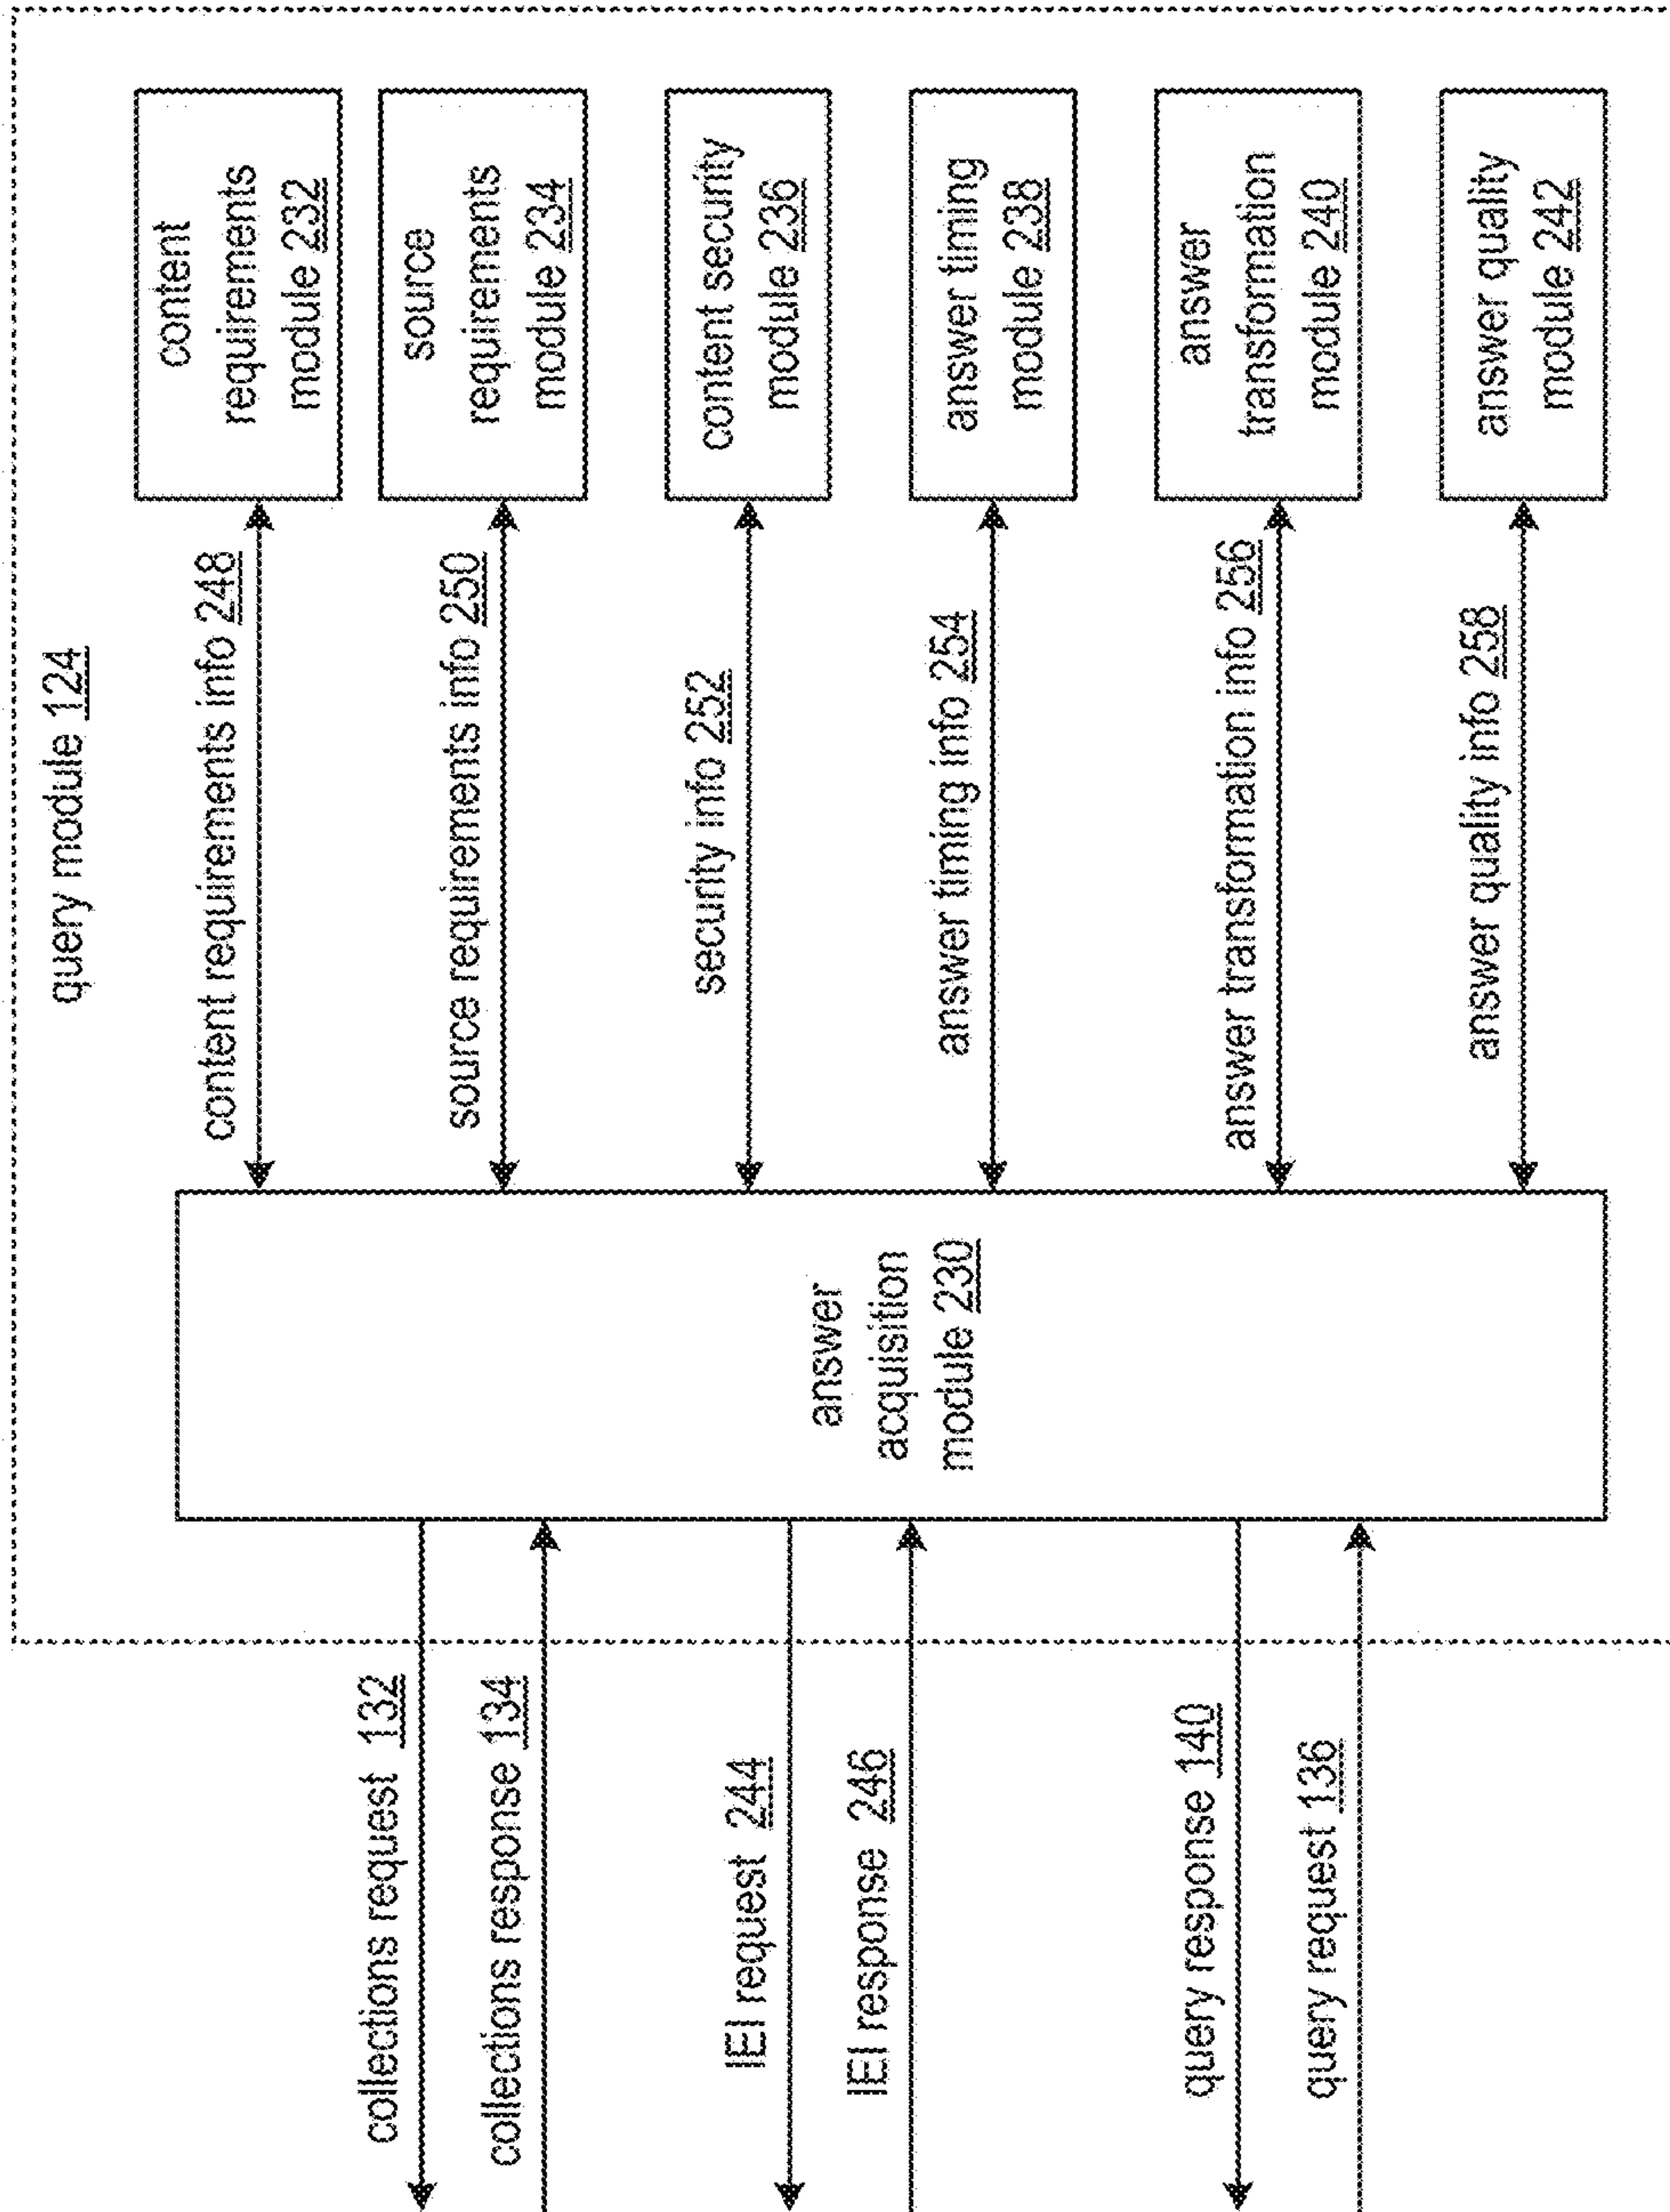 query module 124
collections request 132
collections response 134
IEI request 244
IEI response 246
query response 140
query request 136
answer
acquisition
module 230
content requirements info 248
source requirements info 250
security info 252
answer timing info 254
answer transformation info 256
answer quality info 258
content
requirements
module 232
source
requirements
module 234
content security
module 236
answer timing
module 238
answer
transformation
module 240
answer quality
module 242